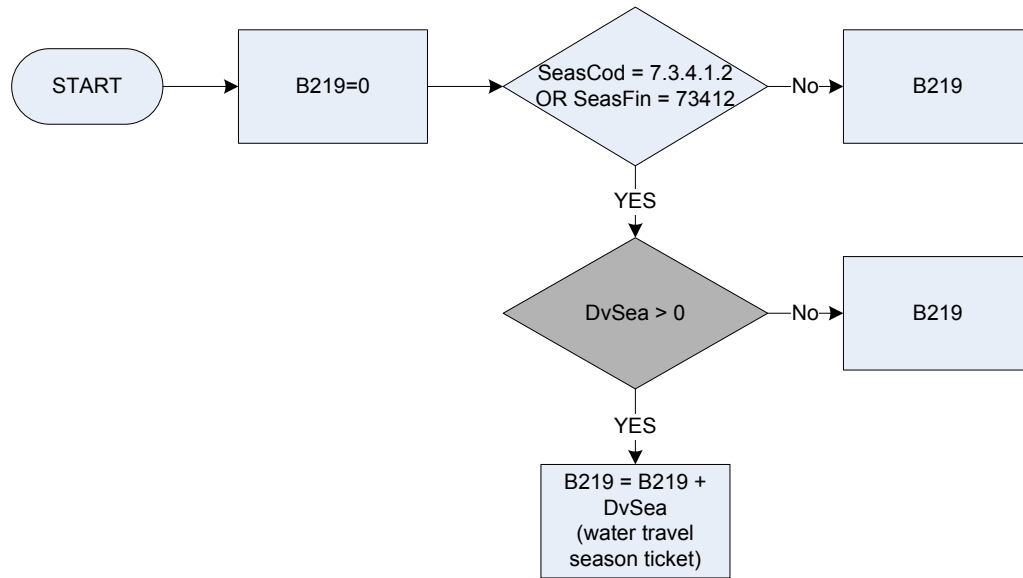 START
B219=0
SeasCod = 7.3.4.1.2
OR SeasFin = 73412
No
B219
YES
DvSea > 0
No
B219
YES
B219 = B219 +
DvSea
(water travel
season ticket)